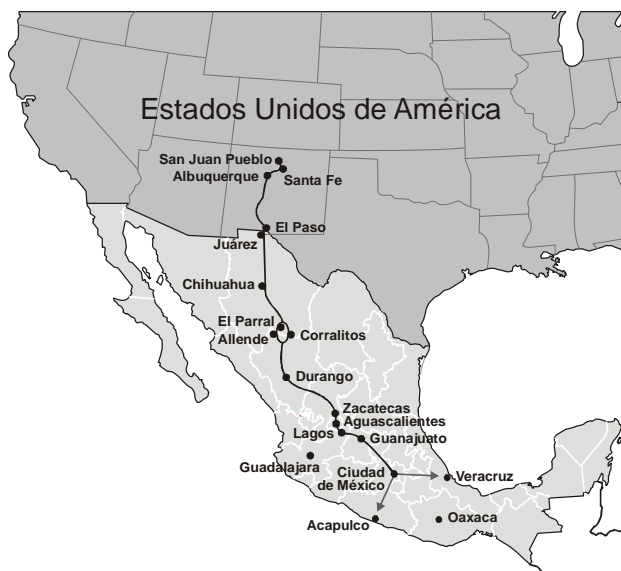 Estados Unidos de América
San Juan Pueblo
Albuquerque
Santa Fe
El Paso
Juárez
Chihuahua
El Parral
Allende
Corralitos
Durango
Zacatecas
Aguascalientes
Lagos
Guanajuato
Guadalajara
Ciudad
de México
Veracruz
Acapulco
Oaxaca